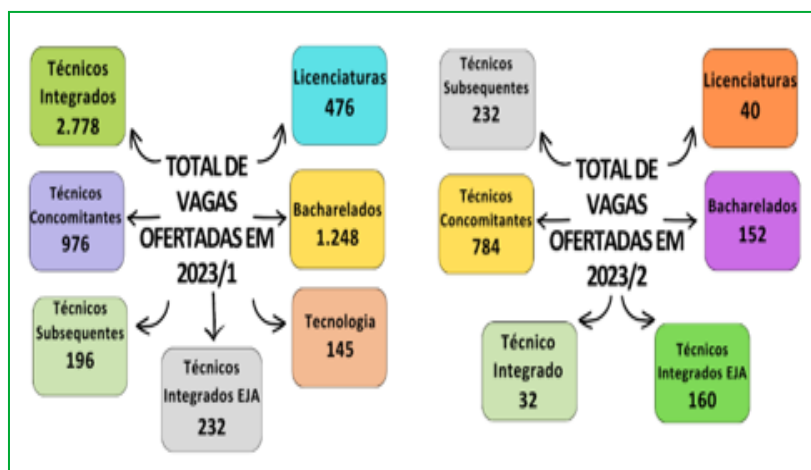 Técnicos
Integrados
2.778
Licenciaturas
476
TOTAL DE
VAGAS
OFERTADAS EM
2023/1
Técnicos
Concomitantes
976
Bacharelados
1.248
Técnicos
Subsequentes
196
Técnicos
Integrados EJA
232
Tecnologia
145
Técnicos
Subsequentes
232
Licenciaturas
40
TOTAL DE
VAGAS
OFERTADAS EM
2023/2
Técnicos
Concomitantes
784
Bacharelados
152
Técnico
Integrado
32
Técnicos
Integrados EJA
160